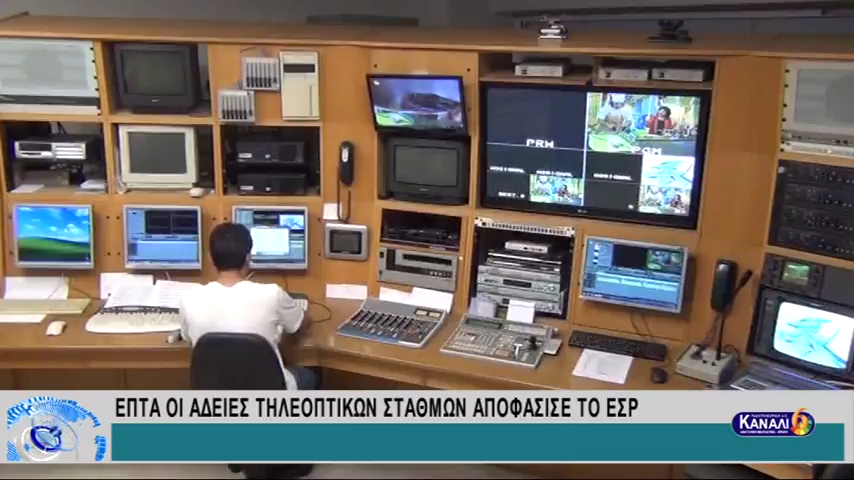 PRW
PGM
ΕΠΤΑ ΟΙ ΑΔΕΙΕΣ ΤΗΛΕΟΠΤΙΚΩΝ ΣΤΑΘΜΩΝ ΑΠΟΦΑΣΙΣΕ ΤΟ ΕΣΡ
ΚΑΝΑΛΙ 6